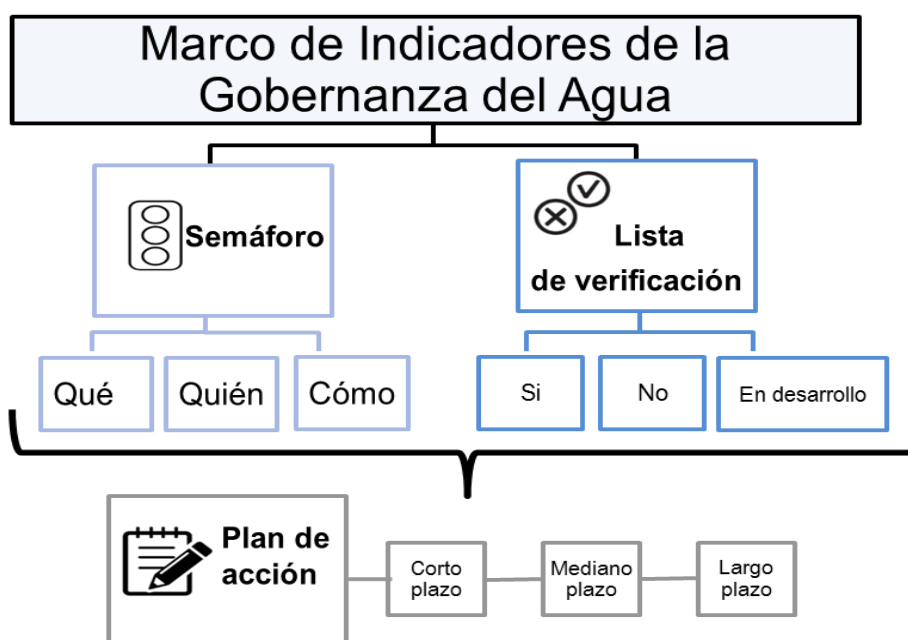 Marco de Indicadores de la
Gobernanza del Agua
Semáforo
Lista
de verificación
Qué
Quién
Cómo
Si
No
En desarrollo
Plan de
acción
Corto
plazo
Mediano
plazo
Largo
plazo